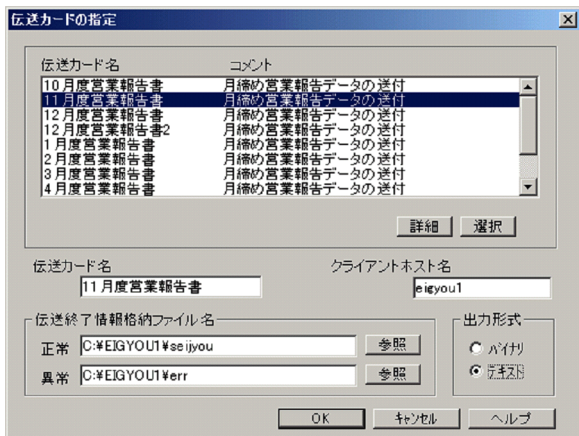 伝送カードの指定
伝送カード名 コメント
10月度営業報告書 月締め営業報告データの送付
11月度営業報告書 月締め営業報告データの送付
12月度営業報告書 月締め営業報告データの送付
12月度営業報告書2 月締め営業報告データの送付
1月度営業報告書 月締め営業報告データの送付
2月度営業報告書 月締め営業報告データの送付
3月度営業報告書 月締め営業報告データの送付
4月度営業報告書 月締め営業報告データの送付
詳細 選択
伝送カード名 クライアントホスト名
11月度営業報告書 eigyou1
伝送終了情報格納ファイル名 出力形式
正常 C:¥EIGYOU1¥seijyou 参照 バイナリ
異常 C:¥EIGYOU1¥err 参照 テキスト
OK キャンセル ヘルプ